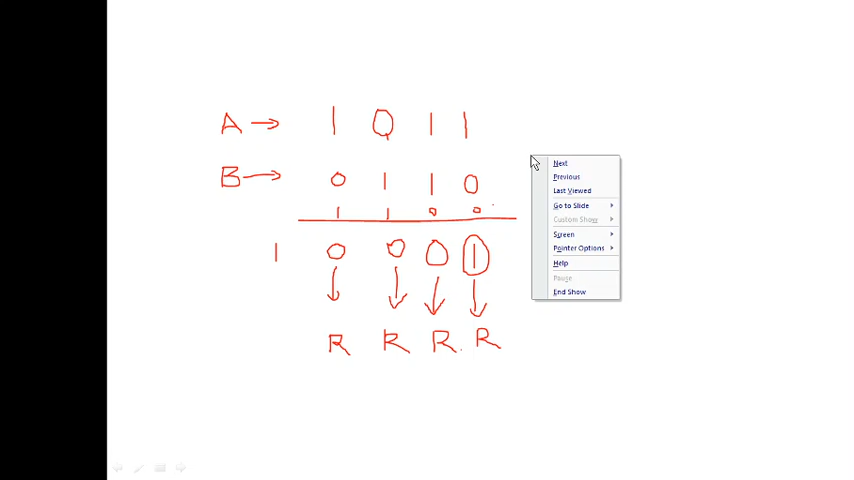 A → 1 0 1 1
B → 0 1 1 0
1 1 0 0
1 0 0 0 1
R R R R
Next
Previous
Last Viewed
Go to Slide
Custom Show
Screen
Pointer Options
Help
Pause
End Show